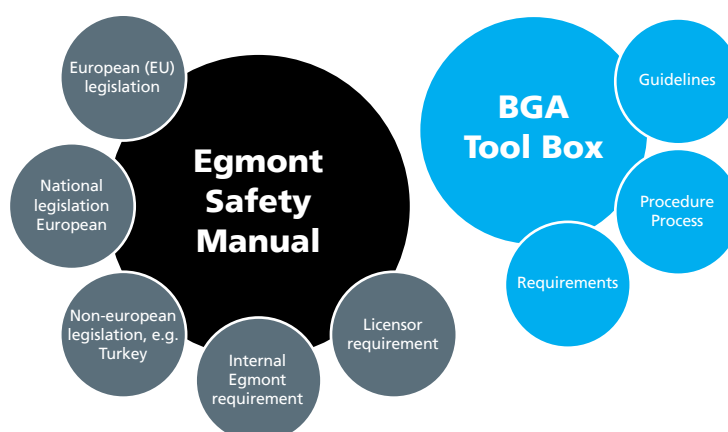 European (EU)
legislation
National
legislation
European
Non-european
legislation, e.g.
Turkey
Internal
Egmont
requirement
Licensor
requirement
Egmont
Safety
Manual
BGA
Tool Box
Guidelines
Procedure
Process
Requirements